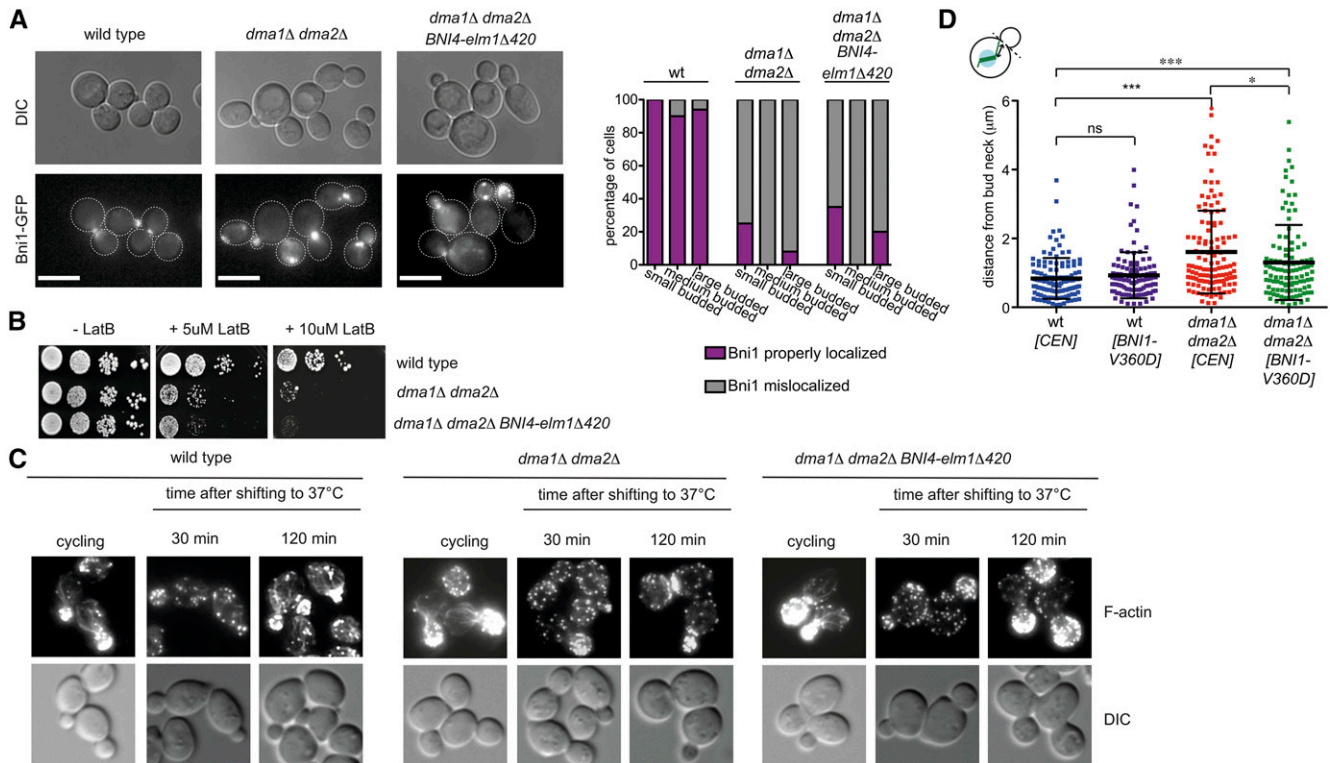 A
wild type
dma1Δ dma2Δ
dma1Δ dma2Δ
BNI4-elm1Δ420
DIC
Bni1-GFP
wt
dma1Δ
dma2Δ
dma1Δ
dma2Δ
BNI4-
elm1Δ420
percentage of cells
100
80
60
40
20
0
small budded
medium budded
large budded
small budded
medium budded
large budded
small budded
medium budded
large budded
Bni1 properly localized
Bni1 mislocalized
D
***
***
*
ns
distance from bud neck (μm)
6
4
2
0
wt
[CEN]
wt
[BNI1-
V360D]
dma1Δ
dma2Δ
[CEN]
dma1Δ
dma2Δ
[BNI1-
V360D]
B
- LatB
+ 5uM LatB
+ 10uM LatB
wild type
dma1Δ dma2Δ
dma1Δ dma2Δ BNI4-elm1Δ420
C
wild type
time after shifting to 37°C
cycling
30 min
120 min
dma1Δ dma2Δ
time after shifting to 37°C
cycling
30 min
120 min
dma1Δ dma2Δ BNI4-elm1Δ420
time after shifting to 37°C
cycling
30 min
120 min
F-actin
DIC